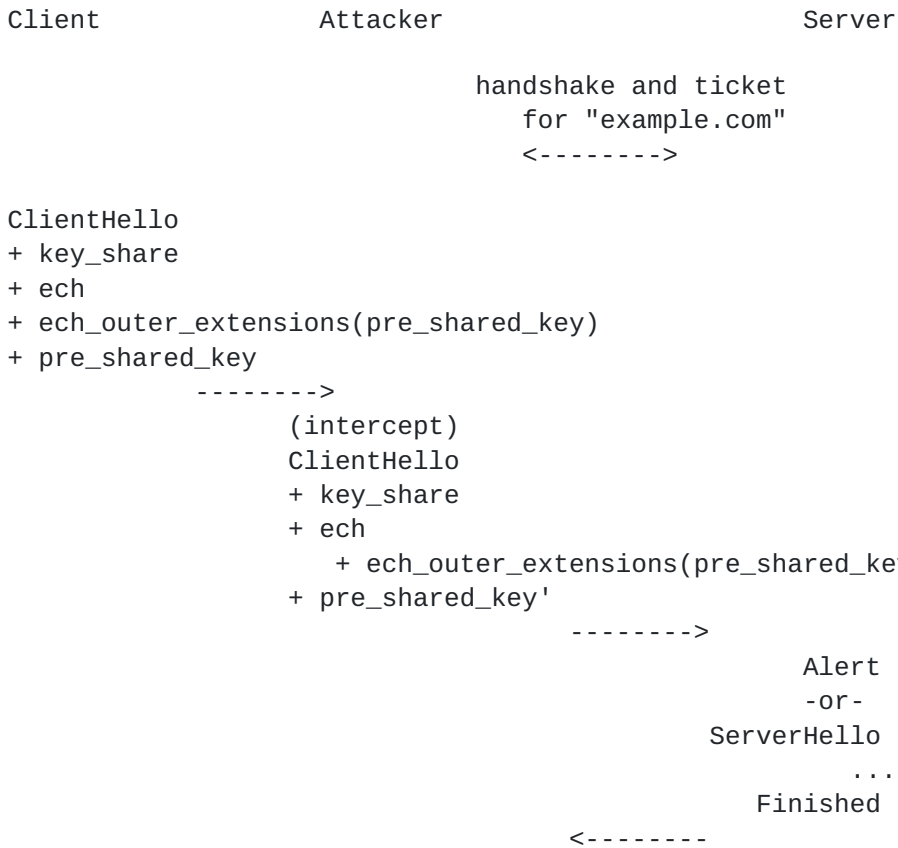 Client Attacker Server
handshake and ticket
for "example.com"
<-------->
ClientHello
+ key_share
+ ech
+ ech_outer_extensions(pre_shared_key)
+ pre_shared_key
-------->
(intercept)
ClientHello
+ key_share
+ ech
+ ech_outer_extensions(pre_shared_key
+ pre_shared_key'
-------->
Alert
-or-
ServerHello
...
Finished
<--------